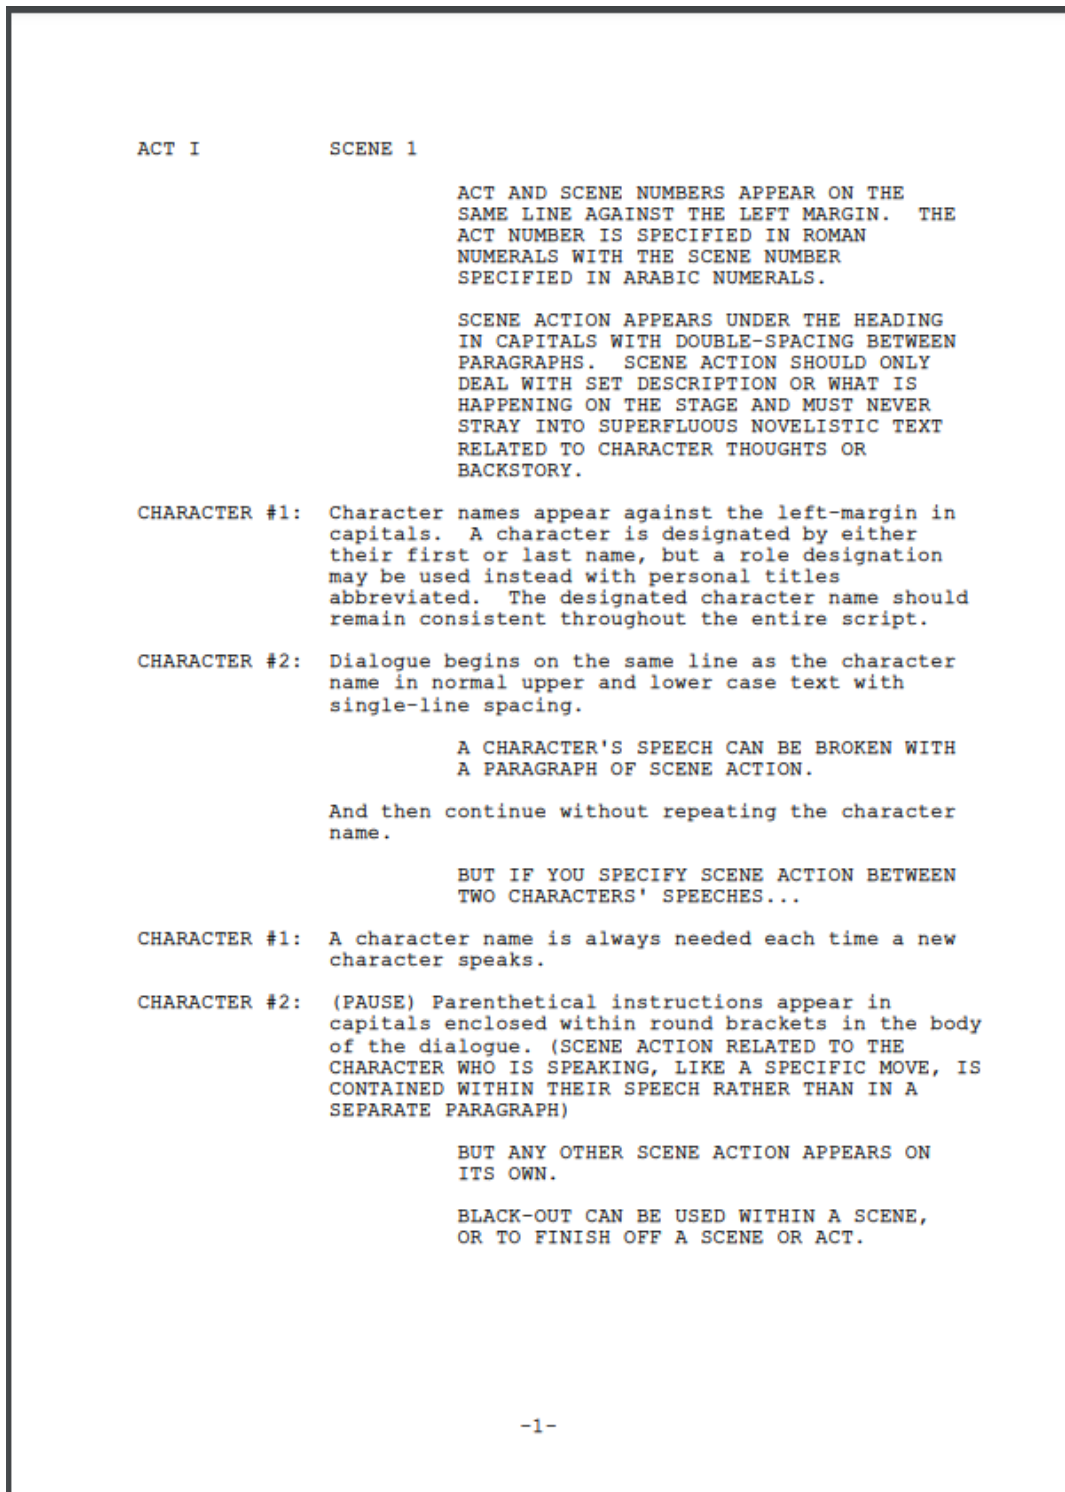 ACT I SCENE 1
ACT AND SCENE NUMBERS APPEAR ON THE
SAME LINE AGAINST THE LEFT MARGIN. THE
ACT NUMBER IS SPECIFIED IN ROMAN
NUMERALS WITH THE SCENE NUMBER
SPECIFIED IN ARABIC NUMERALS.
SCENE ACTION APPEARS UNDER THE HEADING
IN CAPITALS WITH DOUBLE-SPACING BETWEEN
PARAGRAPHS. SCENE ACTION SHOULD ONLY
DEAL WITH SET DESCRIPTION OR WHAT IS
HAPPENING ON THE STAGE AND MUST NEVER
STRAY INTO SUPERFLUOUS NOVELISTIC TEXT
RELATED TO CHARACTER THOUGHTS OR
BACKSTORY.
CHARACTER #1: Character names appear against the left-margin in
capitals. A character is designated by either
their first or last name, but a role designation
may be used instead with personal titles
abbreviated. The designated character name should
remain consistent throughout the entire script.
CHARACTER #2: Dialogue begins on the same line as the character
name in normal upper and lower case text with
single-line spacing.
A CHARACTER'S SPEECH CAN BE BROKEN WITH
A PARAGRAPH OF SCENE ACTION.
And then continue without repeating the character
name.
BUT IF YOU SPECIFY SCENE ACTION BETWEEN
TWO CHARACTERS' SPEECHES...
CHARACTER #1: A character name is always needed each time a new
character speaks.
CHARACTER #2: (PAUSE) Parenthetical instructions appear in
capitals enclosed within round brackets in the body
of the dialogue. (SCENE ACTION RELATED TO THE
CHARACTER WHO IS SPEAKING, LIKE A SPECIFIC MOVE, IS
CONTAINED WITHIN THEIR SPEECH RATHER THAN IN A
SEPARATE PARAGRAPH)
BUT ANY OTHER SCENE ACTION APPEARS ON
ITS OWN.
BLACK-OUT CAN BE USED WITHIN A SCENE,
OR TO FINISH OFF A SCENE OR ACT.
-1-